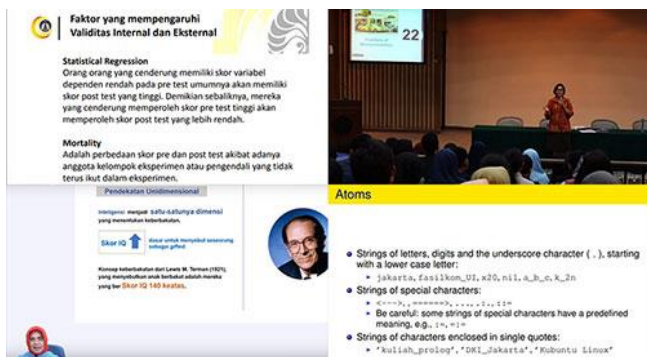 Faktor yang mempengaruhi
Validitas Internal dan Eksternal
Statistical Regression
Orang orang yang cenderung memiliki skor variabel
dependen rendah pada pre test umumnya akan memiliki
skor post test yang tinggi. Demikian sebaliknya, mereka
yang cenderung memperoleh skor pre test tinggi akan
memperoleh skor post test yang lebih rendah.
Mortality
Adalah perbedaan skor pre dan post test akibat adanya
anggota kelompok eksperimen atau pengendali yang tidak
terus ikut dalam eksperimen.
22
Pendekatan Unidimensional
Inteligensi menjadi satu-satunya dimensi
yang menentukan keberbakatan.
Skor IQ
dasar untuk menyebut seseorang
sebagai gifted
Konsep keberbakatan dari Lewis M. Terman (1921),
yang menyebutkan anak berbakat adalah mereka
yang ber Skor IQ 140 keatas.
Atoms
Strings of letters, digits and the underscore character ( _ ), starting
with a lower case letter:
jakarta, fasilkom_UI, x20, nil, a_b_c, k_2n
Strings of special characters:
<--->, ======>, ..., .:., ::=
Be careful: some strings of special characters have a predefined
meaning, e.g., :=, =:=
Strings of characters enclosed in single quotes:
'kuliah_prolog', 'DKI_Jakarta', 'Kubuntu Linux'